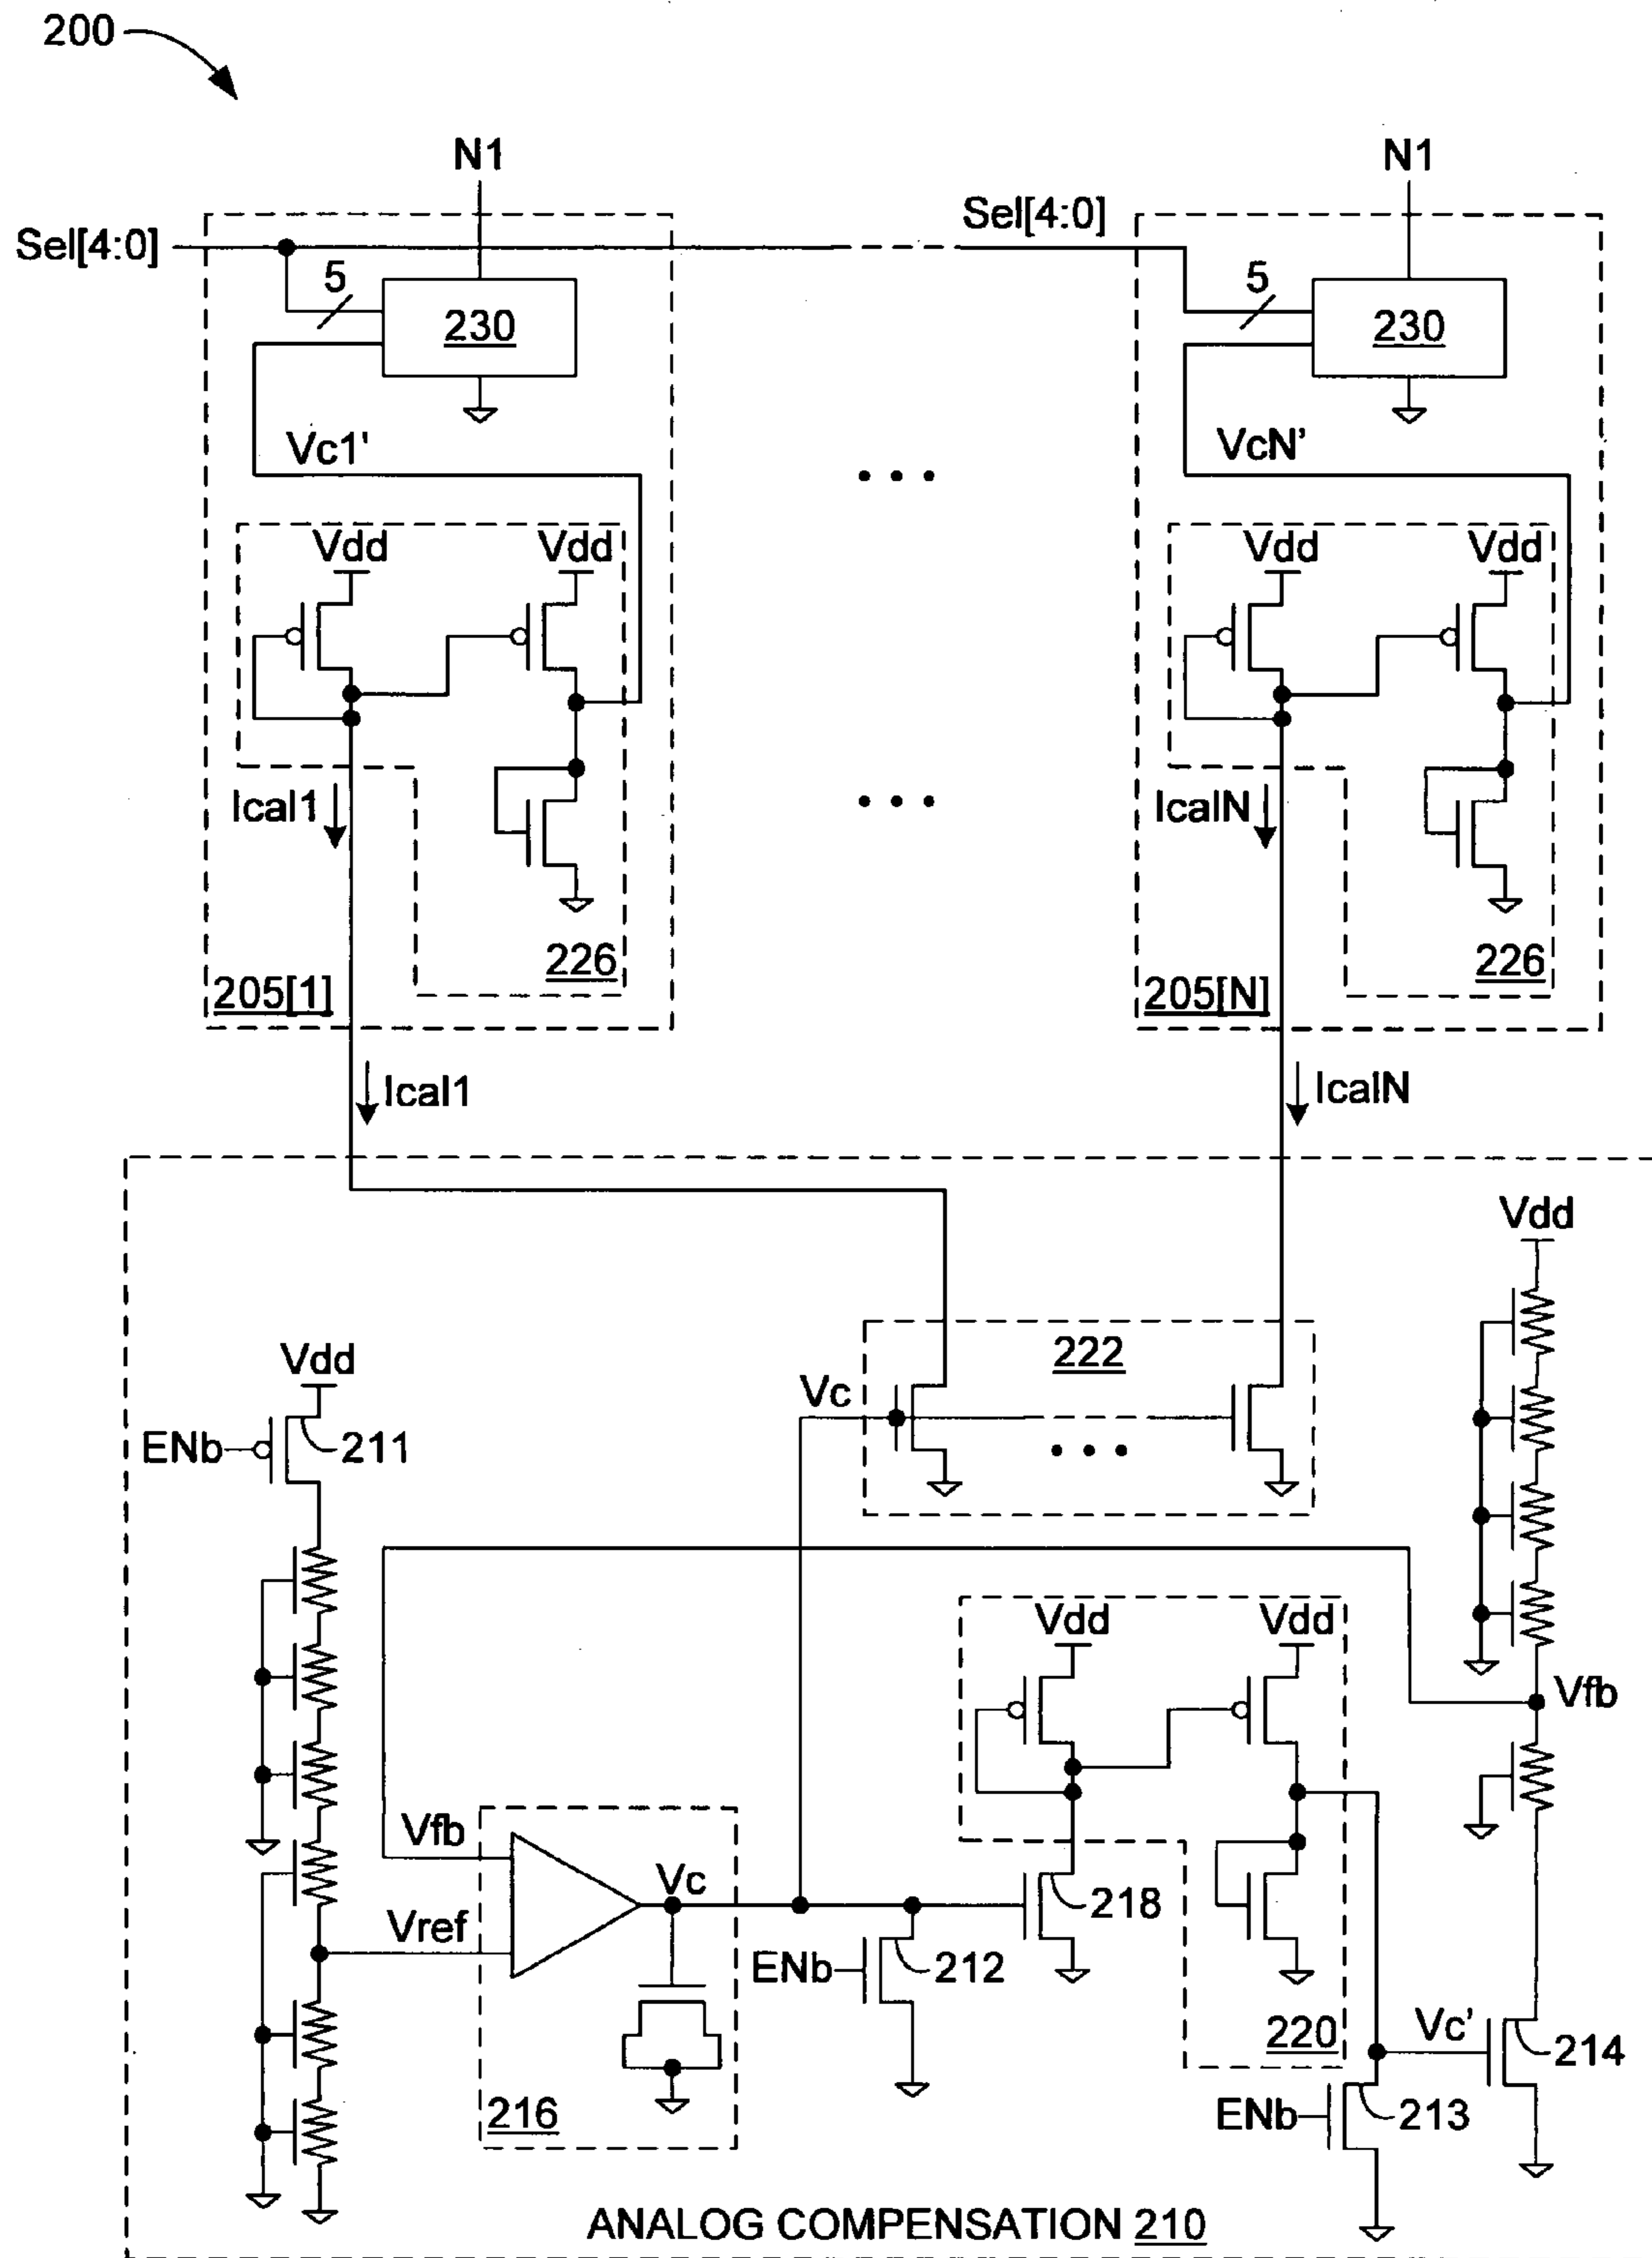 200
N1
N1
Sel[4:0]
Sel[4:0]
5
5
230
230
Vc1'
VcN’
Vdd
Vdd
Vdd
Vdd
Ical1
IcalN
226
226
205[1]
205[N]
Ical1
IcalN
Vdd
222
Vdd
Vc
ENb
211
Vdd
Vdd
Vfb
Vfb
Vc
218
Vref
ENb
212
220
Vc’
214
216
ENb
213
ANALOG COMPENSATION 210